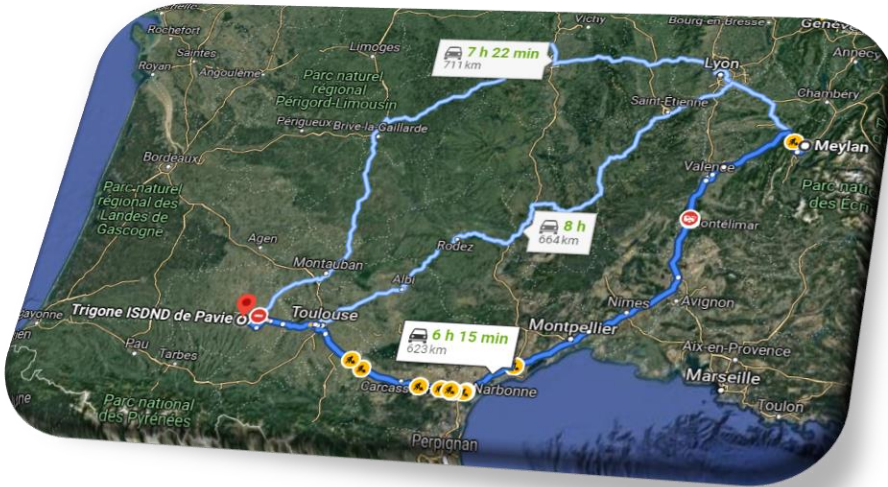 Vichy
Bourg-en-Bresse
Rochefort
Saintes
Royan
Angoulême
Limoges
7 h 22 min
711 km
Lyon
Annecy
Parc naturel
régional
Périgord-Limousin
Saint-Etienne
Chambéry
Périgueux
Brive-la-Gaillarde
Meylan
Bordeaux
Valence
Parc naturel
régional des
Landes de
Gascogne
8 h
664 km
Agen
Rodez
Montauban
Albi
Trigone ISDND de Pavie
Toulouse
Nimes
Avignon
6 h 15 min
623 km
Montpellier
Aix-en-Provence
Pau
Tarbes
Carcass
Narbonne
Marseille
Toulon
Parc national
des Pyrénées
Perpignan